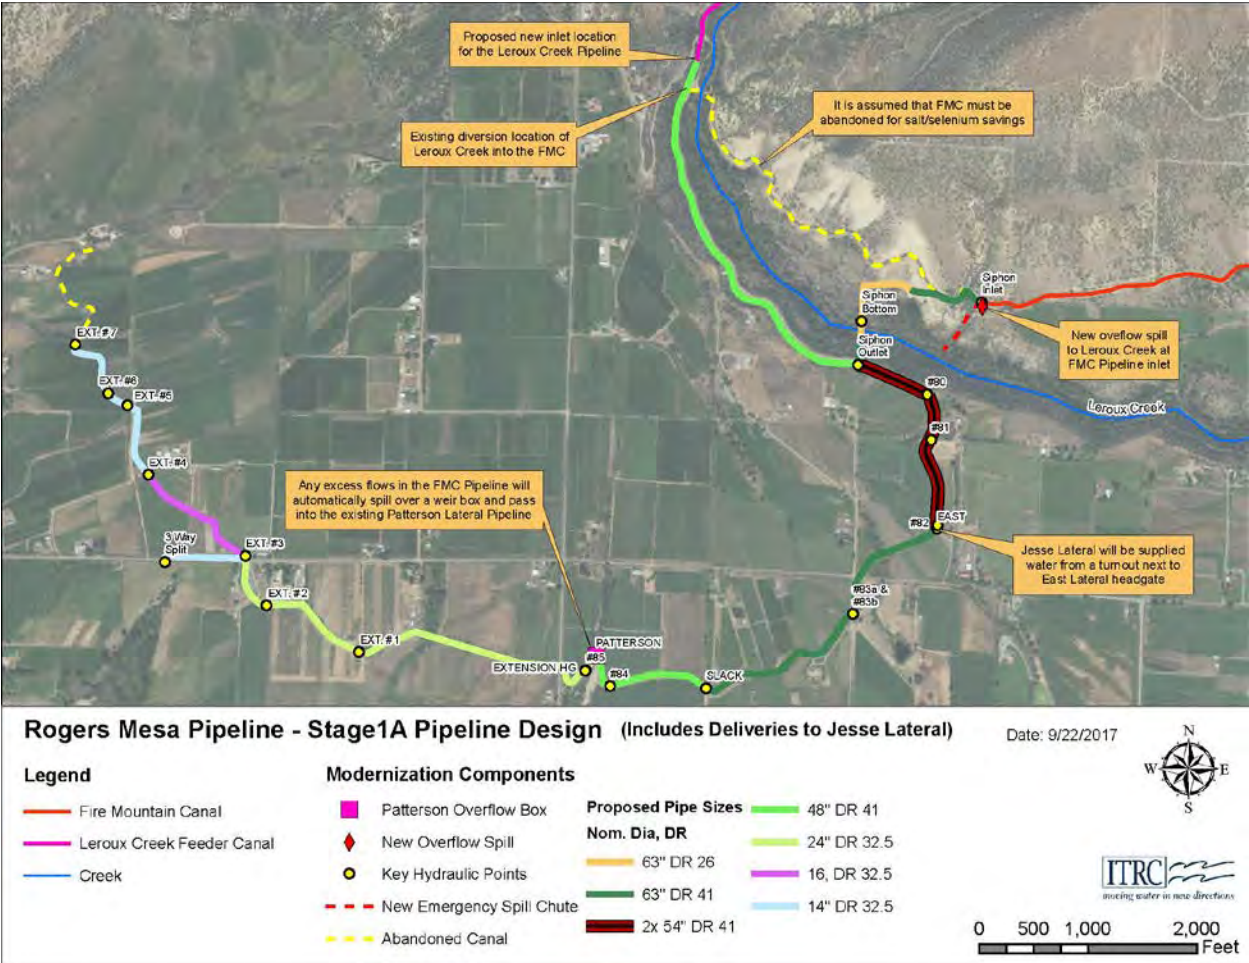 Proposed new inlet location
for the Leroux Creek Pipeline
It is assumed that FMC must be
abandoned for salt/selenium savings
Existing diversion location of
Leroux Creek into the FMC
Siphon
Inlet
Siphon
Bottom
Siphon
Outlet
New oveflow spill
to Leroux Creek at
FMC Pipeline inlet
EXT. #7
EXT. #6
EXT. #5
#80
Leroux Creek
#81
EXT. #4
Any excess flows in the FMC Pipeline will
automatically spill over a weir box and pass
into the existing Patterson Lateral Pipeline
#82
EAST
3 Way
Split
EXT. #3
Jesse Lateral will be supplied
water from a turnout next to
East Lateral headgate
EXT. #2
#83a &
#83b
EXT. #1
PATTERSON
#85
EXTENSION HG
#84
SLACK
Rogers Mesa Pipeline - Stage1A Pipeline Design (Includes Deliveries to Jesse Lateral)
Date: 9/22/2017
N
W
E
S
Legend
Fire Mountain Canal
Leroux Creek Feeder Canal
Creek
Modernization Components
Patterson Overflow Box
New Overflow Spill
Key Hydraulic Points
New Emergency Spill Chute
Abandoned Canal
Proposed Pipe Sizes
Nom. Dia, DR
63" DR 26
63" DR 41
2x 54" DR 41
48" DR 41
24" DR 32.5
16, DR 32.5
14" DR 32.5
ITRC
moving water in new directions
0 500 1,000 2,000
Feet